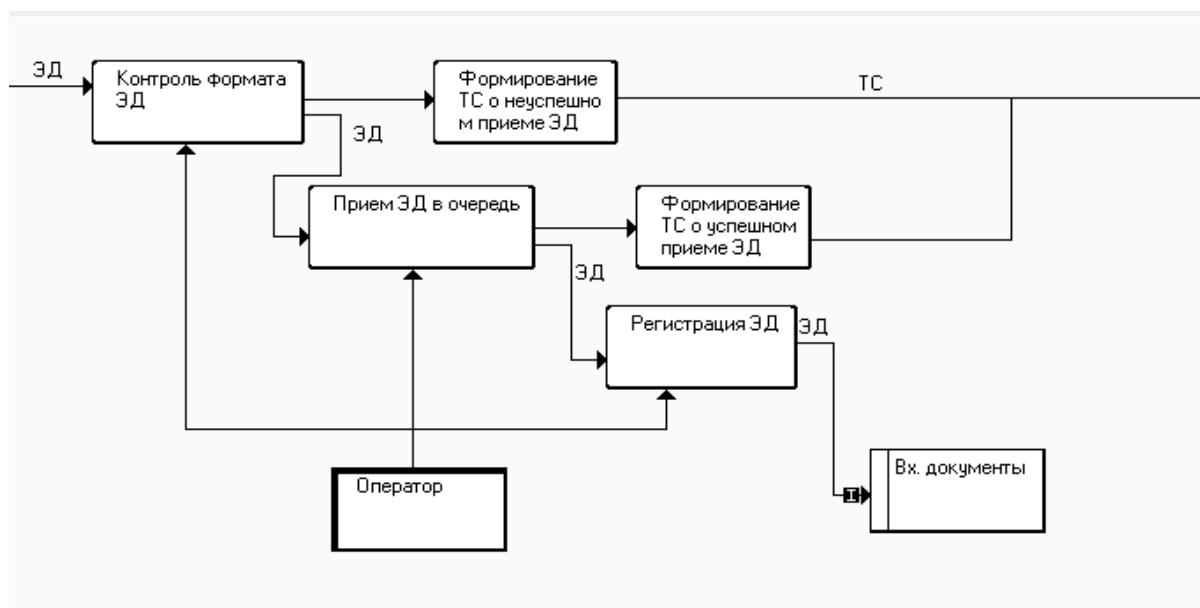 ЭД
Контроль формата
ЭД
Формирование
ТС о неуспешно
м приеме ЭД
ТС
ЭД
Прием ЭД в очередь
Формирование
ТС о успешном
приеме ЭД
ЭД
Регистрация ЭД
ЭД
Вх. документы
Оператор